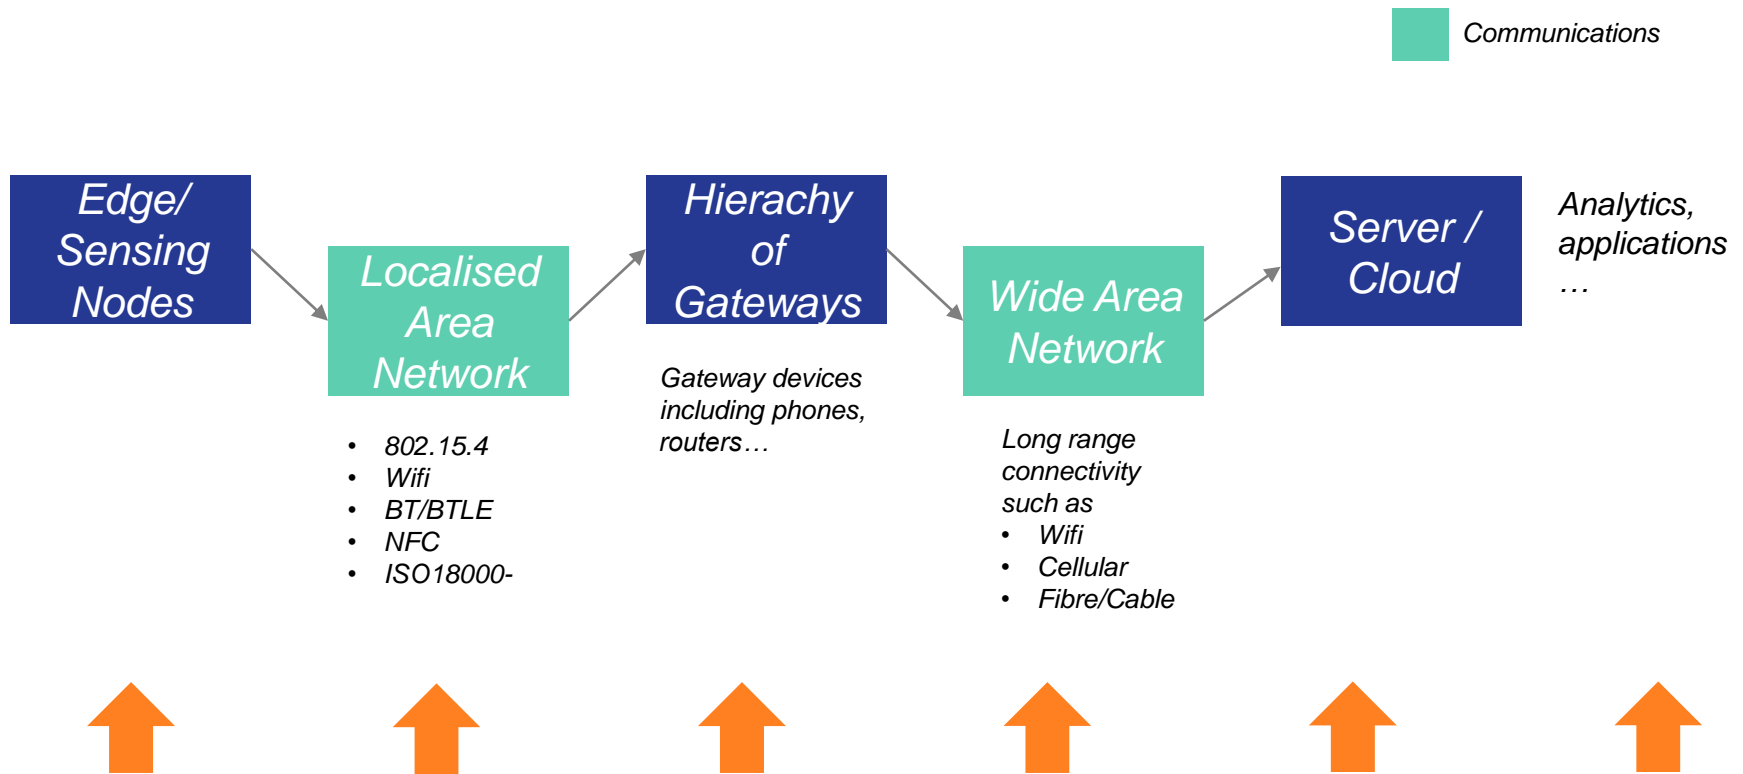 Communications
Edge/
Sensing
Nodes
Localised
Area
Network
Hierachy
of
Gateways
Wide Area
Network
Server /
Cloud
Analytics,
applications
…
Gateway devices
including phones,
routers…
• 802.15.4
• Wifi
• BT/BTLE
• NFC
• ISO18000-
Long range
connectivity
such as
• Wifi
• Cellular
• Fibre/Cable